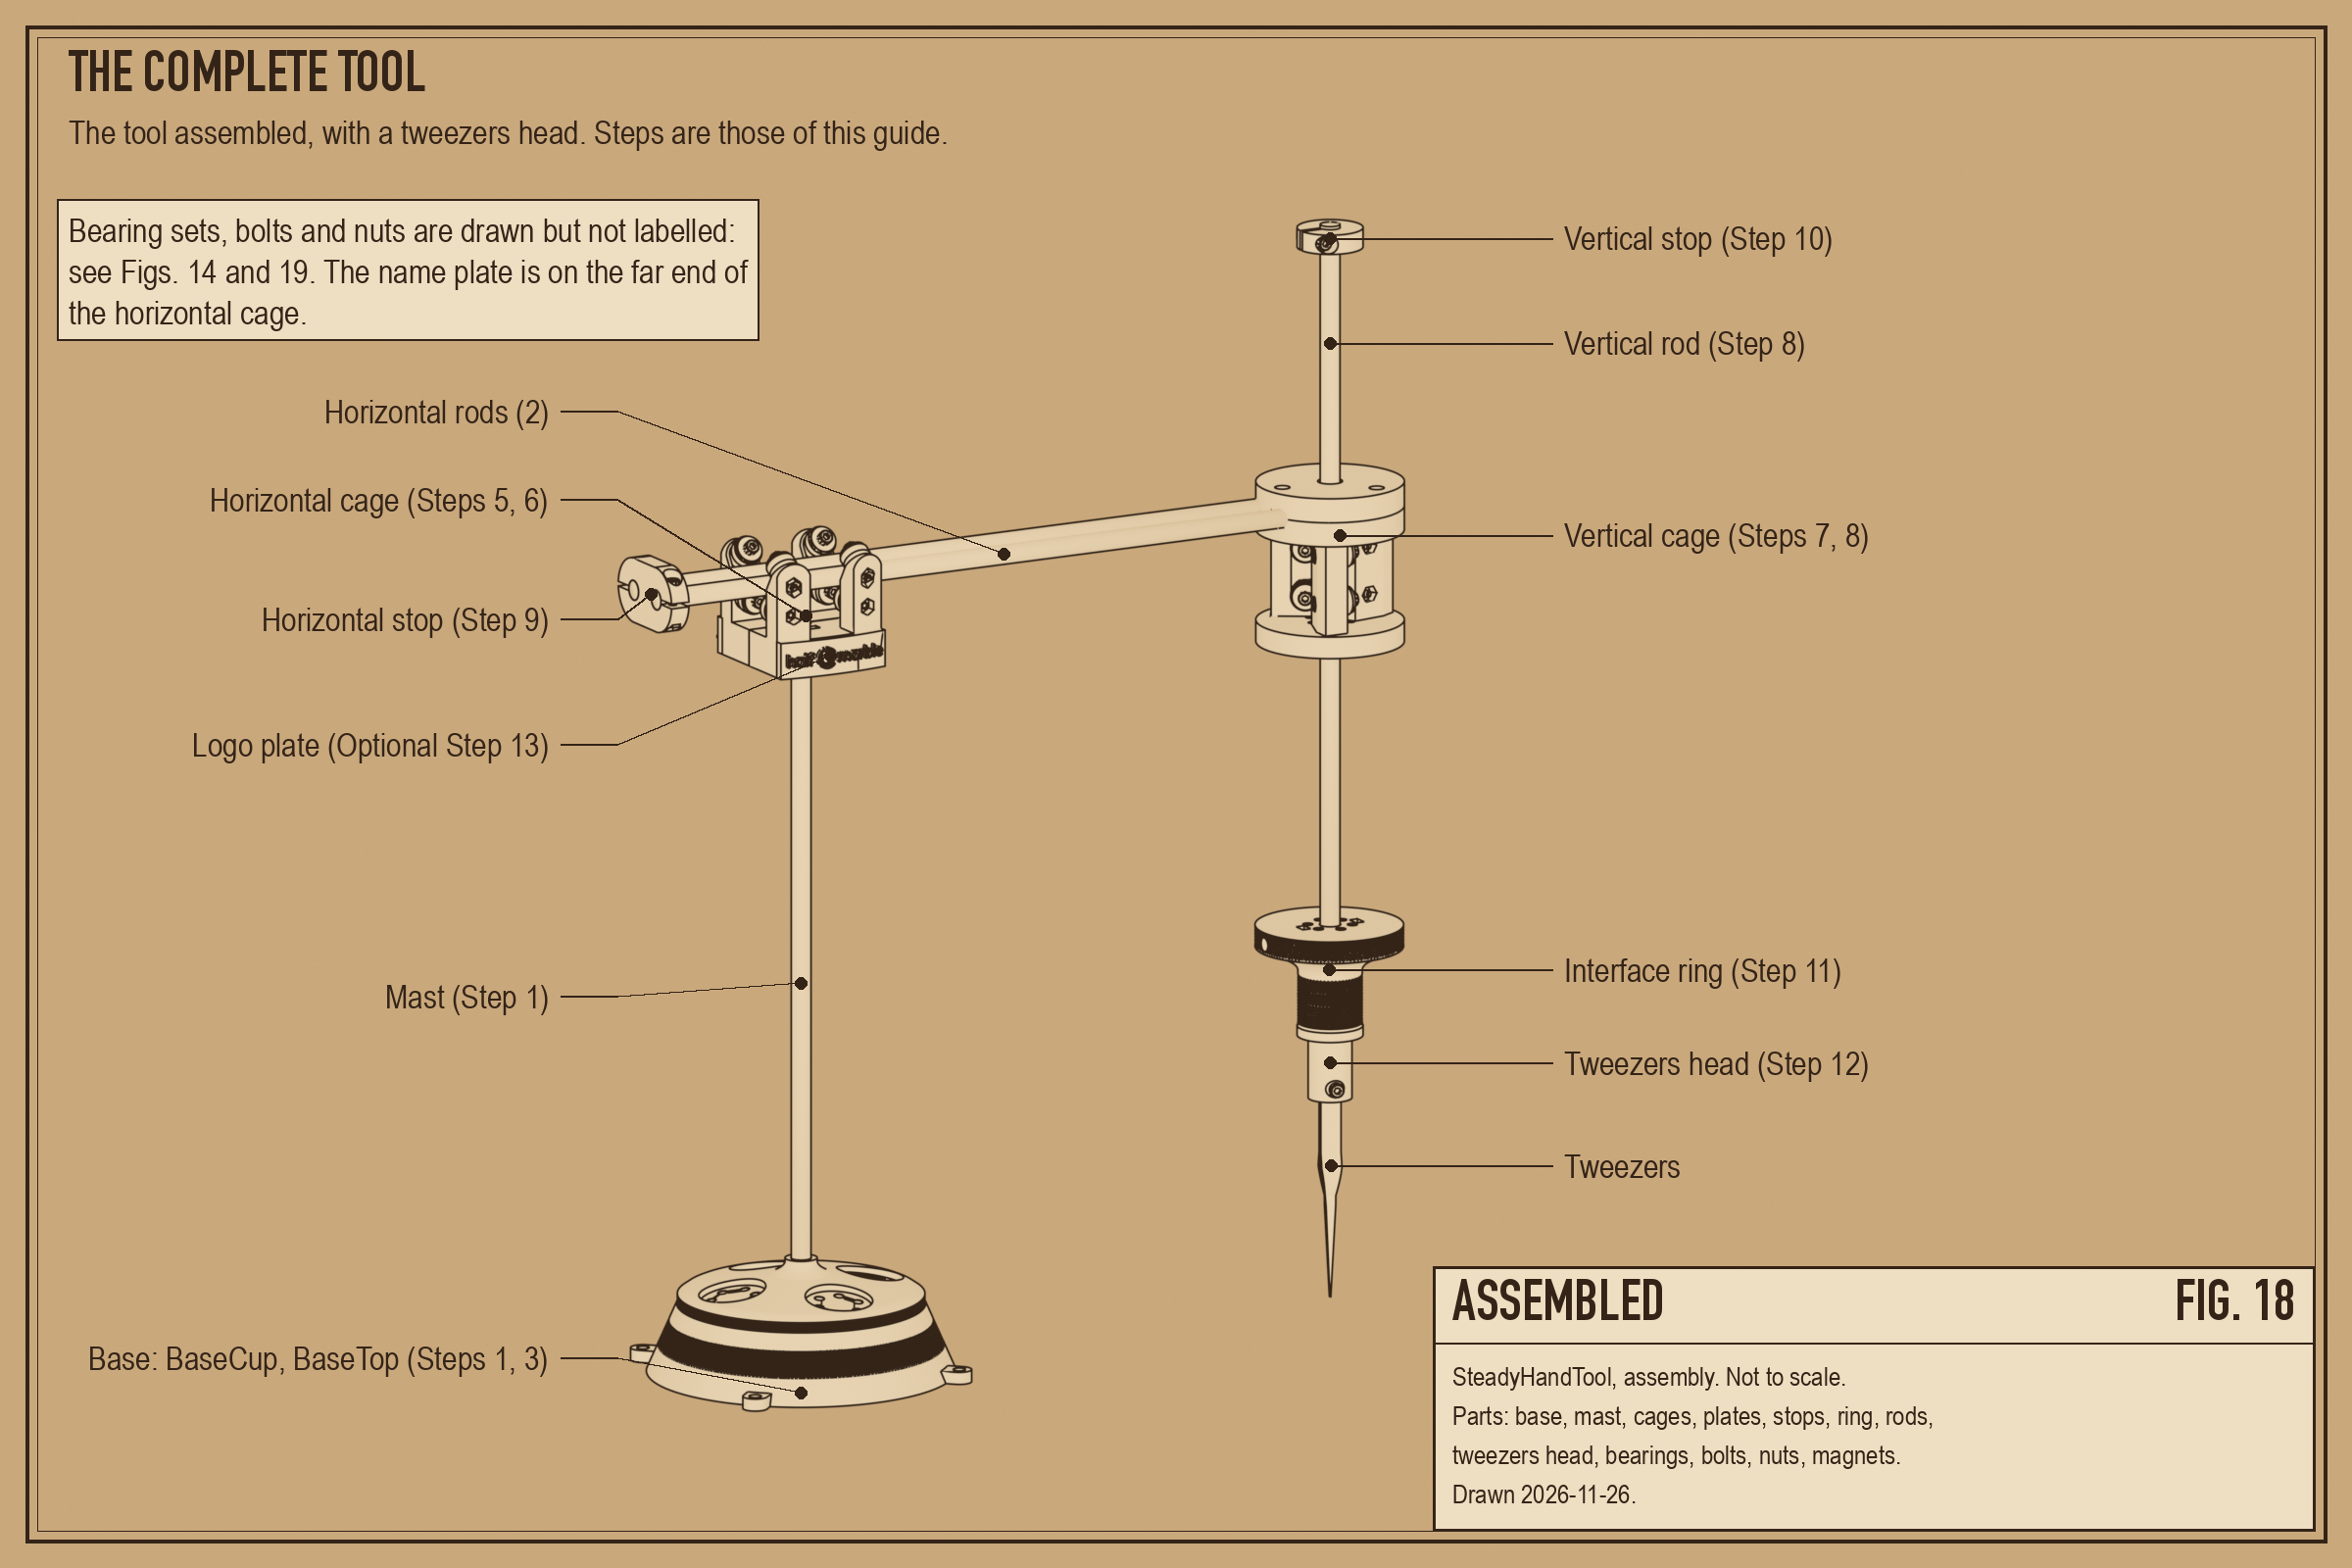 THE COMPLETE TOOL
The tool assembled, with a tweezers head. Steps are those of this guide.
Bearing sets, bolts and nuts are drawn but not labelled:
see Figs. 14 and 19. The name plate is on the far end of
the horizontal cage.
Vertical stop (Step 10)
Vertical rod (Step 8)
Horizontal rods (2)
Horizontal cage (Steps 5, 6)
Vertical cage (Steps 7, 8)
Horizontal stop (Step 9)
half marble
Logo plate (Optional Step 13)
Interface ring (Step 11)
Mast (Step 1)
Tweezers head (Step 12)
Tweezers
Base: BaseCup, BaseTop (Steps 1, 3)
ASSEMBLED
FIG. 18
SteadyHandTool, assembly. Not to scale.
Parts: base, mast, cages, plates, stops, ring, rods,
tweezers head, bearings, bolts, nuts, magnets.
Drawn 2026-11-26.